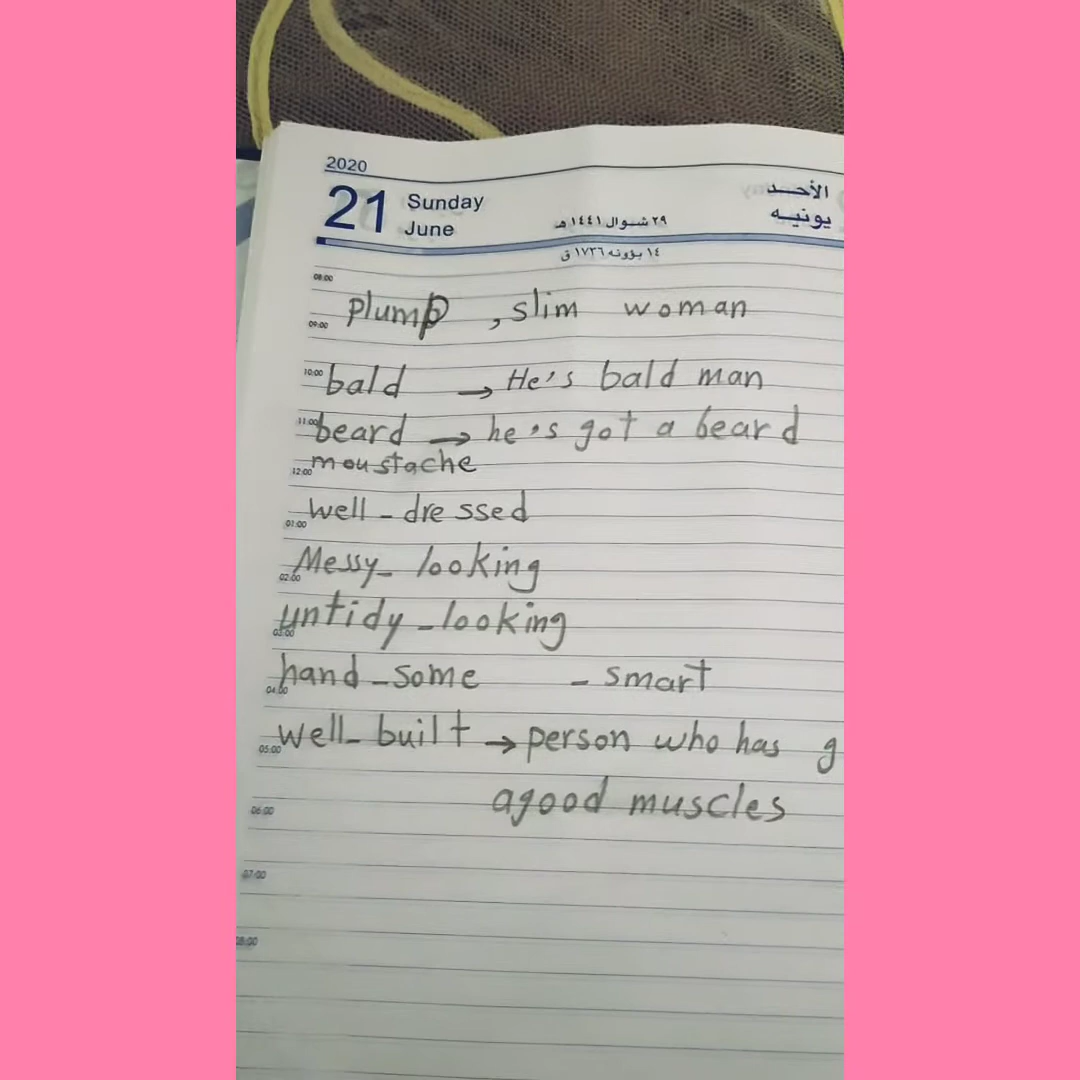 2020
21 Sunday June
الأحد
يونيه
٢٩ شوال ١٤٤١هـ
١٤ بؤونه ١٧٣٦ ق
08:00
plump , slim woman
09:00
10:00 bald → He's bald man
11:00 beard → he's got a beard
12:00 moustache
01:00 well - dressed
02:00 Messy - looking
03:00 untidy - looking
04:00 hand - some - smart
05:00 well - built → person who has g
06:00 agood muscles
07:00
08:00